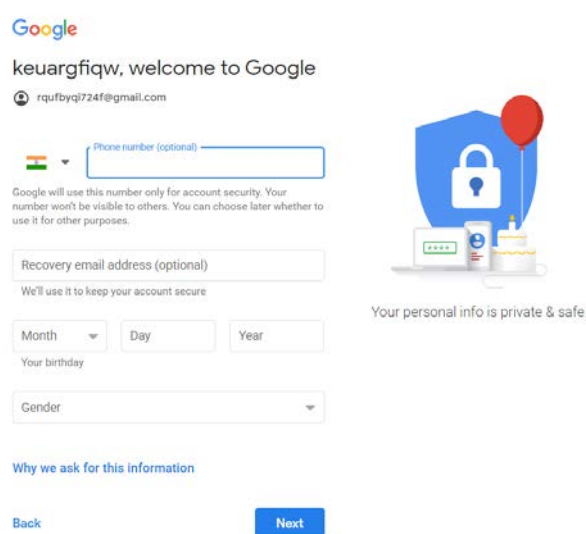 Google
keuargfiqw, welcome to Google
rqufbyqi724f@gmail.com
Phone number (optional)
Google will use this number only for account security. Your
number won't be visible to others. You can choose later whether to
use it for other purposes.
Recovery email address (optional)
We'll use it to keep your account secure
Month
Day
Year
Your birthday
Gender
Why we ask for this information
Back
Next
Your personal info is private & safe